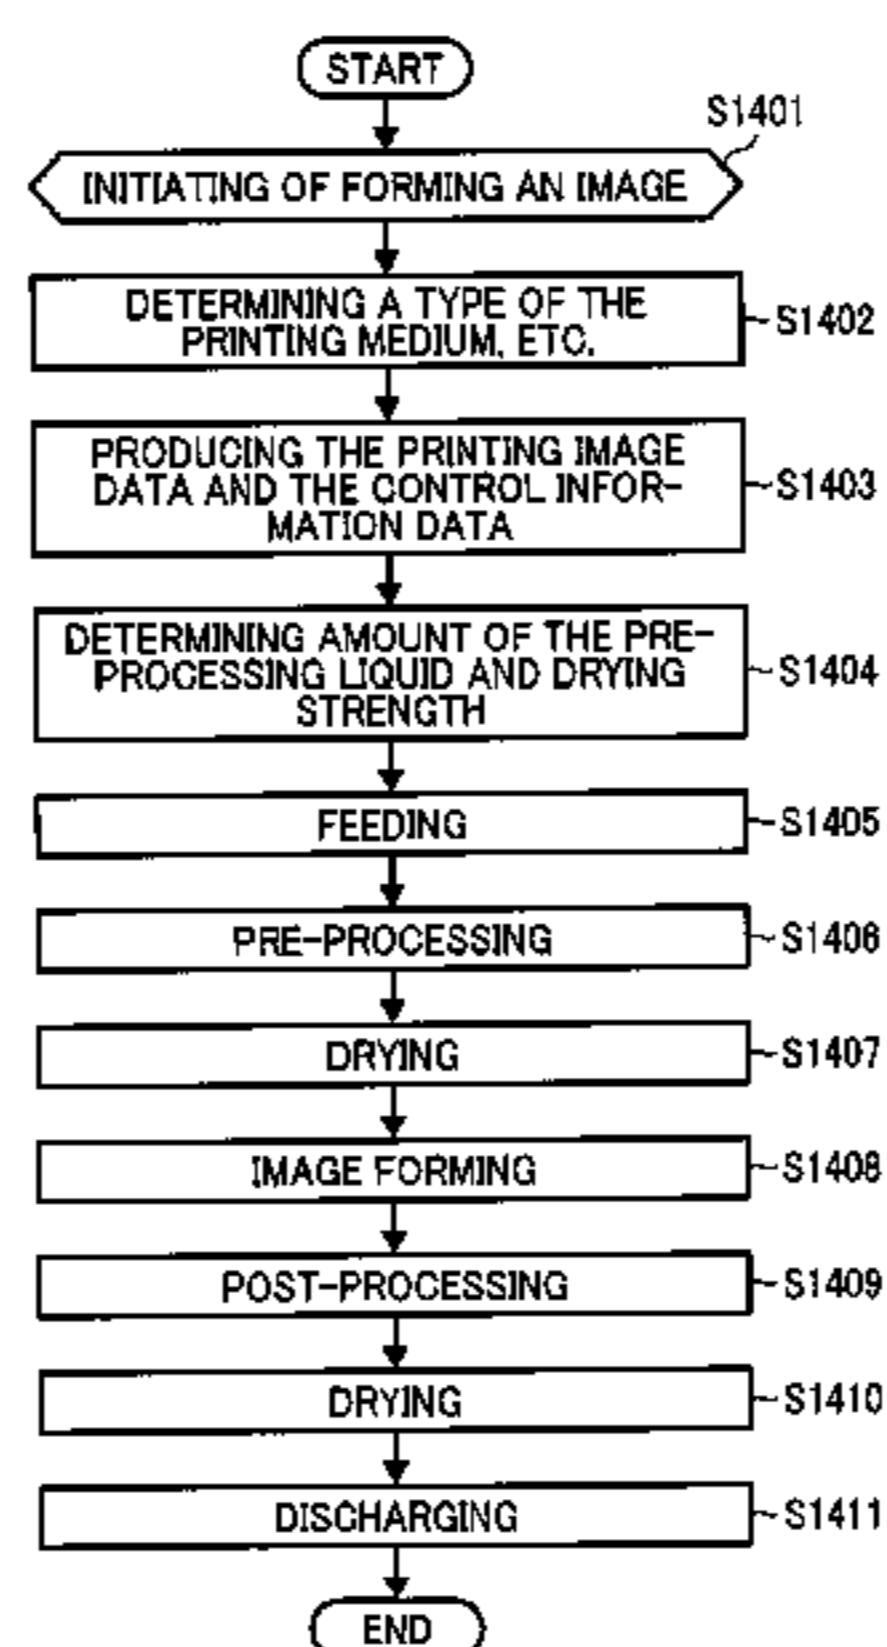 START
S1401
INITIATING OF FORMING AN IMAGE
DETERMINING A TYPE OF THE
PRINTING MEDIUM, ETC.
S1402
PRODUCING THE PRINTING IMAGE
DATA AND THE CONTROL INFOR-
MATION DATA
S1403
DETERMINING AMOUNT OF THE PRE-
PROCESSING LIQUID AND DRYING
STRENGTH
S1404
FEEDING
S1405
PRE-PROCESSING
S1406
DRYING
S1407
IMAGE FORMING
S1408
POST-PROCESSING
S1409
DRYING
S1410
DISCHARGING
S1411
END